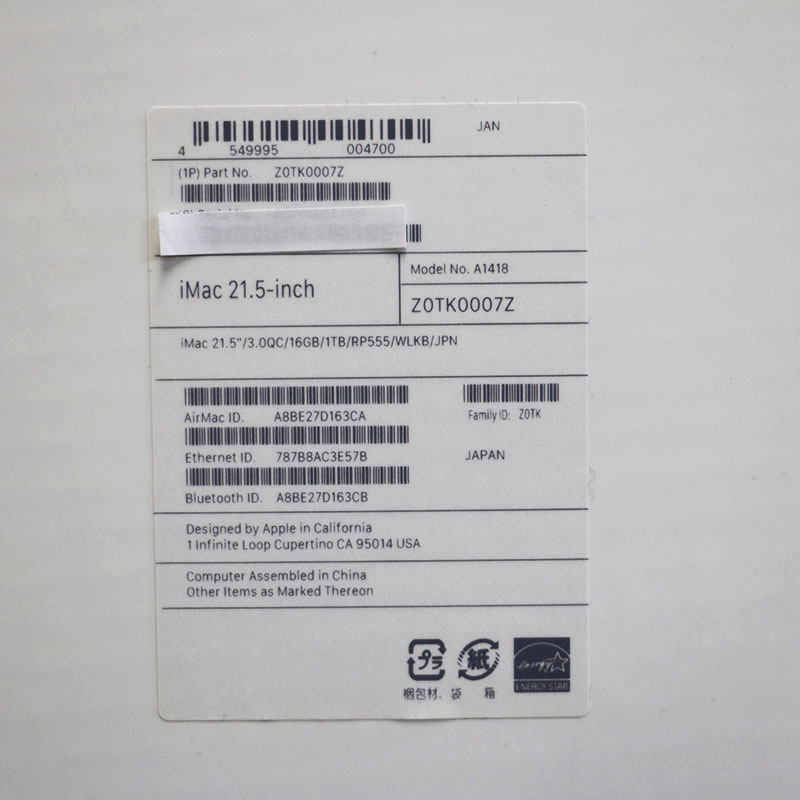 JAN
4 549995 004700
(1P) Part No. Z0TK0007Z
iMac 21.5-inch
Model No. A1418
Z0TK0007Z
iMac 21.5"/3.0QC/16GB/1TB/RP555/WLKB/JPN
AirMac ID. A8BE27D163CA
Family ID: Z0TK
Ethernet ID. 787B8AC3E57B
JAPAN
Bluetooth ID. A8BE27D163CB
Designed by Apple in California
1 Infinite Loop Cupertino CA 95014 USA
Computer Assembled in China
Other Items as Marked Thereon
プラ 紙 energy
ENERGY STAR
梱包材、袋 箱